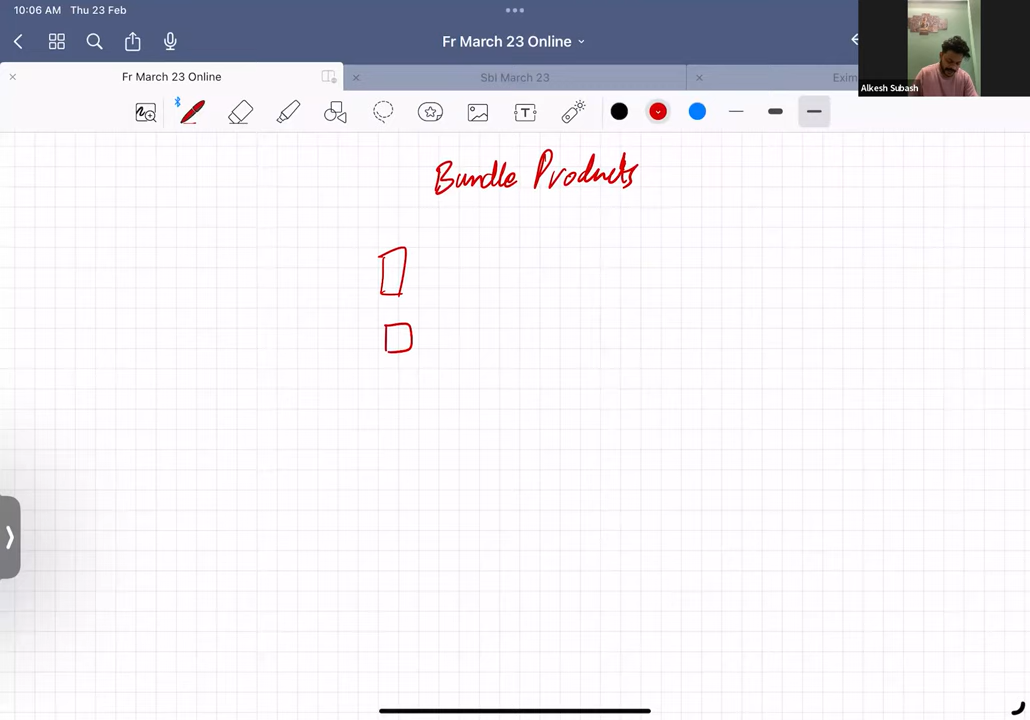 10:06 AM Thu 23 Feb
Fr March 23 Online
Alkesh Subash
Fr March 23 Online
Sbi March 23
Exim
T
Bundle Products